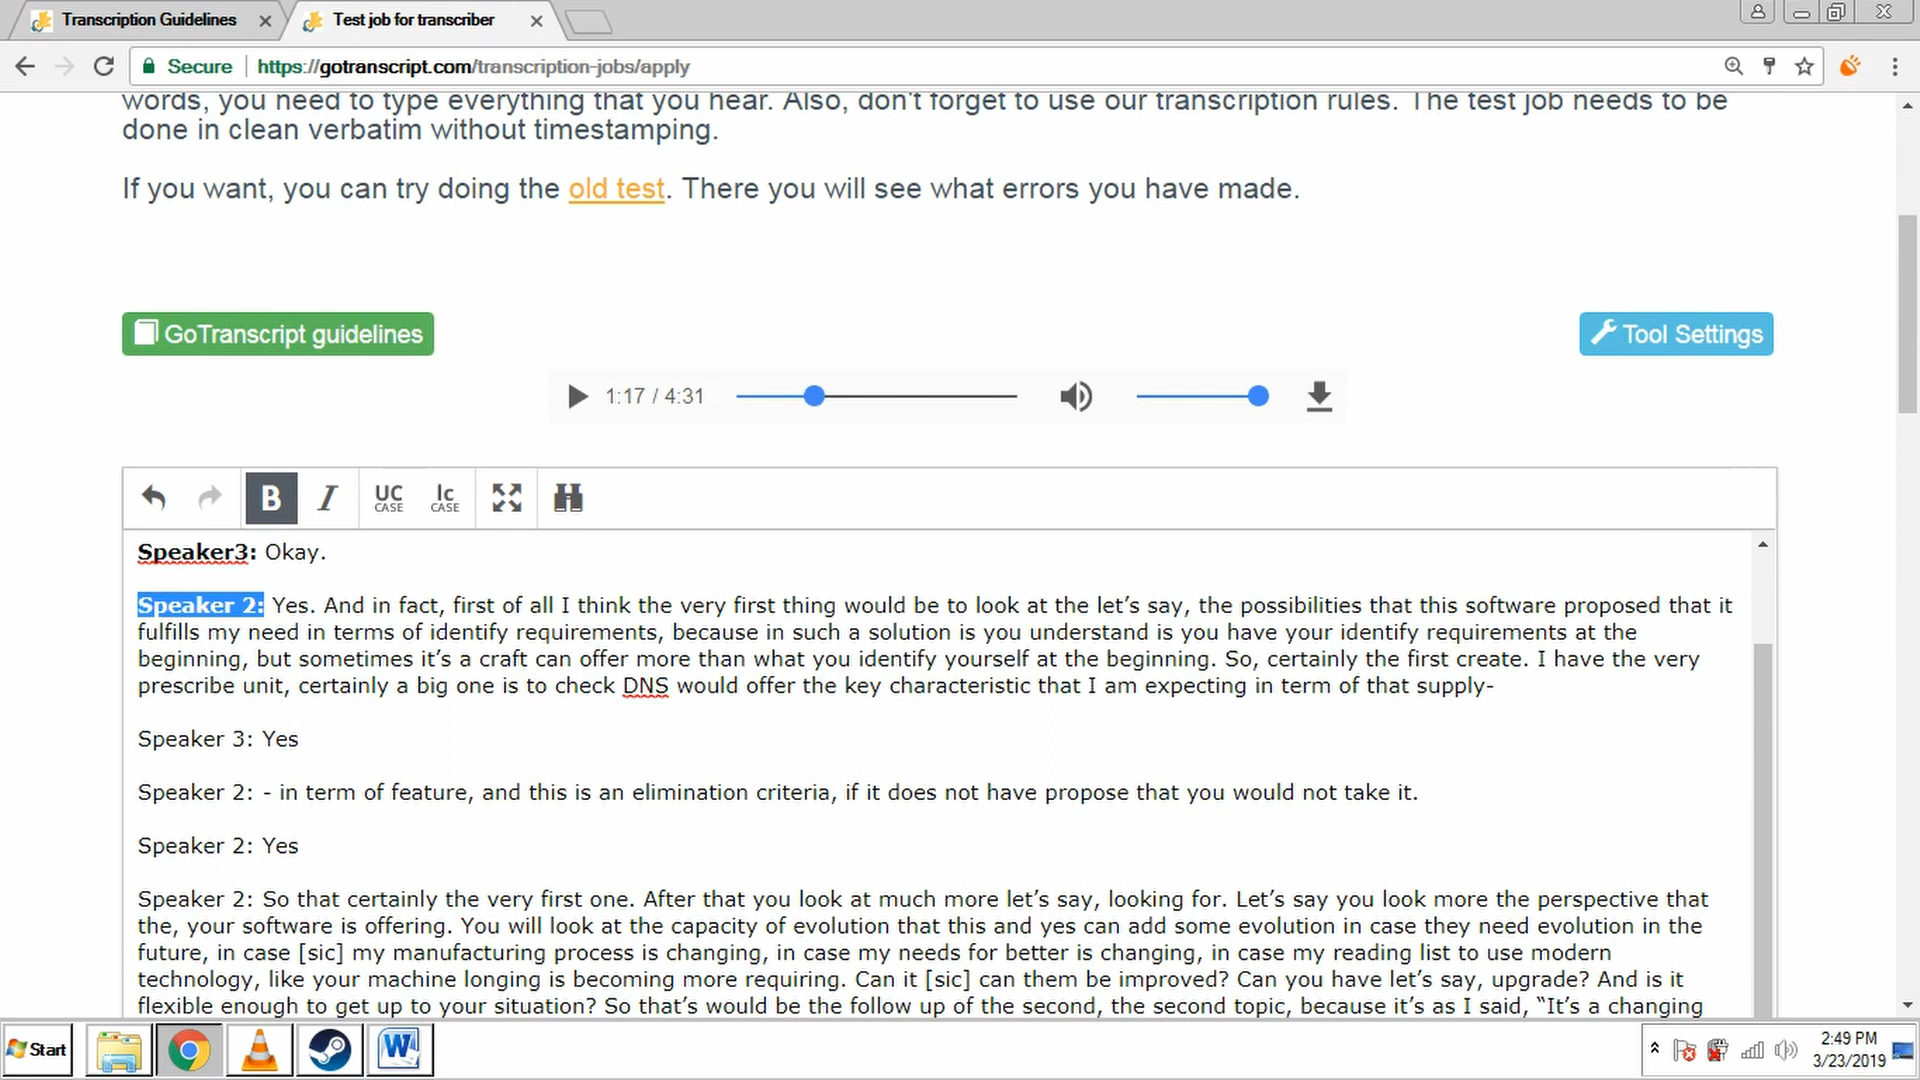 Transcription Guidelines
Test job for transcriber
Secure
https://gotranscript.com/transcription-jobs/apply
words, you need to type everything that you hear. Also, don't forget to use our transcription rules. The test job needs to be
done in clean verbatim without timestamping.
If you want, you can try doing the old test. There you will see what errors you have made.
GoTranscript guidelines
Tool Settings
1:17 / 4:31
B I UC CASE lc CASE
Speaker3: Okay.
Speaker 2: Yes. And in fact, first of all I think the very first thing would be to look at the let’s say, the possibilities that this software proposed that it
fulfills my need in terms of identify requirements, because in such a solution is you understand is you have your identify requirements at the
beginning, but sometimes it’s a craft can offer more than what you identify yourself at the beginning. So, certainly the first create. I have the very
prescribe unit, certainly a big one is to check DNS would offer the key characteristic that I am expecting in term of that supply-
Speaker 3: Yes
Speaker 2: - in term of feature, and this is an elimination criteria, if it does not have propose that you would not take it.
Speaker 2: Yes
Speaker 2: So that certainly the very first one. After that you look at much more let’s say, looking for. Let’s say you look more the perspective that
the, your software is offering. You will look at the capacity of evolution that this and yes can add some evolution in case they need evolution in the
future, in case [sic] my manufacturing process is changing, in case my needs for better is changing, in case my reading list to use modern
technology, like your machine longing is becoming more requiring. Can it [sic] can them be improved? Can you have let’s say, upgrade? And is it
flexible enough to get up to your situation? So that’s would be the follow up of the second, the second topic, because it’s as I said, “It’s a changing
Start
2:49 PM
3/23/2019